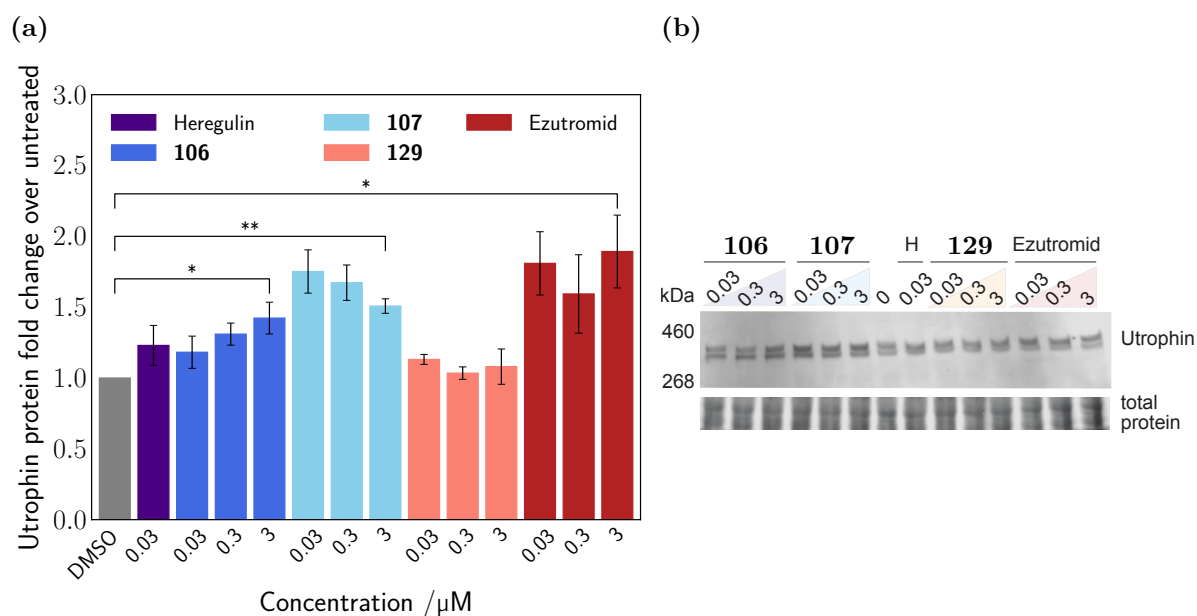 (a)
Utrophin protein fold change over untreated
3.0
2.5
2.0
1.5
1.0
0.5
0.0
Heregulin
106
107
129
Ezutromid
*
**
*
DMSO
0.03
0.03
0.3
3
0.03
0.3
3
0.03
0.3
3
0.03
0.3
3
Concentration /µM
(b)
106 107 H 129 Ezutromid
kDa 0.03 0.3 3 0.03 0.3 3 0 0.03 0.03 0.3 3 0.03 0.3 3
460
Utrophin
268
total
protein